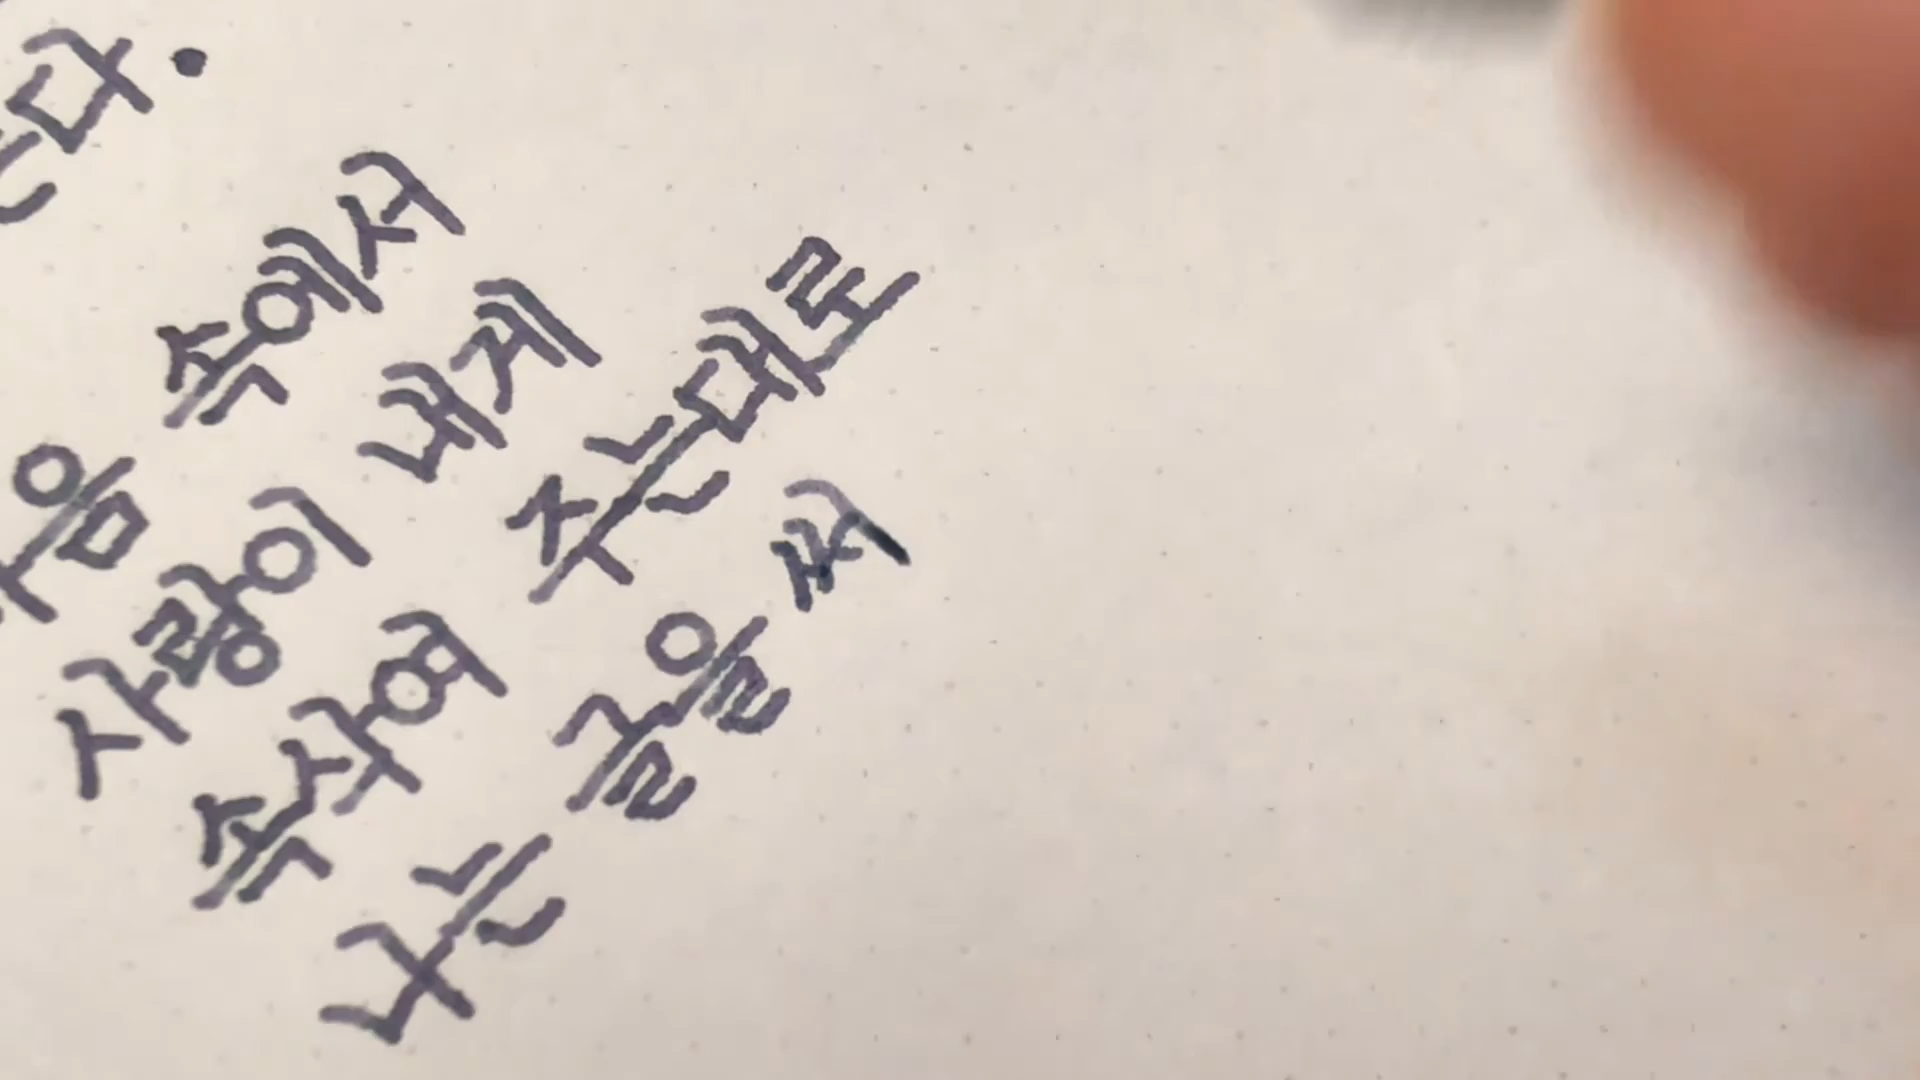 다.
음 속에서
사랑이 내게
속삭여 주는대로
나는 글을 써